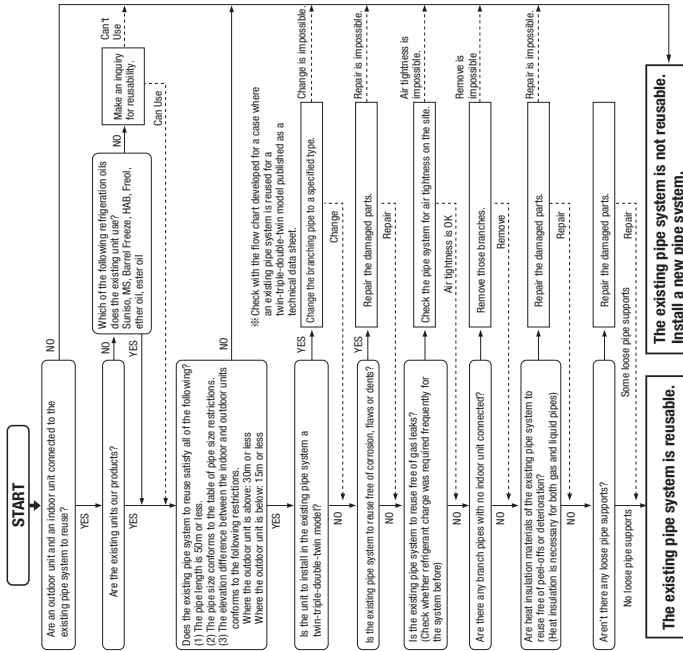 START
Are an outdoor unit and an indoor unit connected to the
existing pipe system to reuse?
NO
YES
Are the existing units our products?
NO
YES
Which of the following refrigeration oils
does the existing unit use?
Suniso, MS, Barrel Freeze, HAB, Freol,
ether oil, ester oil
NO
YES
Make an inquiry
for reusability.
Can't
Use
Can Use
Does the existing pipe system to reuse satisfy all of the following?
(1) The pipe length is 50m or less.
(2) The pipe size conforms to the table of pipe size restrictions.
(3) The elevation difference between the indoor and outdoor units
conforms to the following restrictions.
Where the outdoor unit is above: 30m or less
Where the outdoor unit is below: 15m or less
NO
YES
※Check with the flow chart developed for a case where
an existing pipe system is reused for a
twin-triple-double-twin model published as a
technical data sheet.
Is the unit to install in the existing pipe system a
twin-triple-double-twin model?
YES
Change the branching pipe to a specified type.
Change is impossible.
Change
NO
Is the existing pipe system to reuse free of corrosion, flaws or dents?
YES
Repair the damaged parts.
Repair is impossible.
Repair
NO
Is the existing pipe system to reuse free of gas leaks?
(Check whether refrigerant charge was required frequently for
the system before)
Check the pipe system for air tightness on the site.
Air tightness is
impossible.
Air tightness is OK
NO
Are there any branch pipes with no indoor unit connected?
Remove those branches.
Remove is
impossible
Remove
NO
Are heat insulation materials of the existing pipe system to
reuse free of peel-offs or deterioration?
(Heat insulation is necessary for both gas and liquid pipes)
Repair the damaged parts.
Repair is impossible.
Repair
NO
Aren't there any loose pipe supports?
Repair the damaged parts.
Some loose pipe supports
Repair
No loose pipe supports
The existing pipe system is reusable.
The existing pipe system is not reusable.
Install a new pipe system.